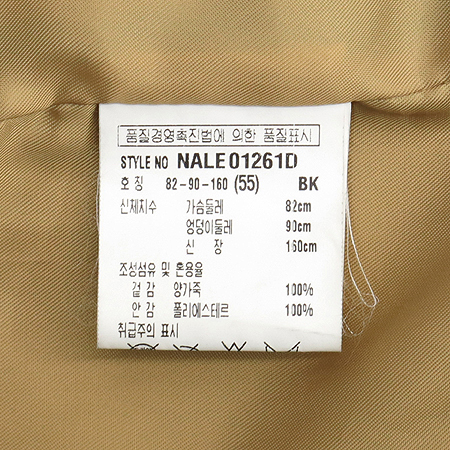 품질경영촉진법에 의한 품질표시
STYLE NO NALE01261D
호 칭 82-90-160 (55) BK
신체치수 가슴둘레 82cm
엉덩이둘레 90cm
신 장 160cm
조성섬유 및 혼용율
겉 감 양가죽 100%
안 감 폴리에스테르 100%
취급주의 표시